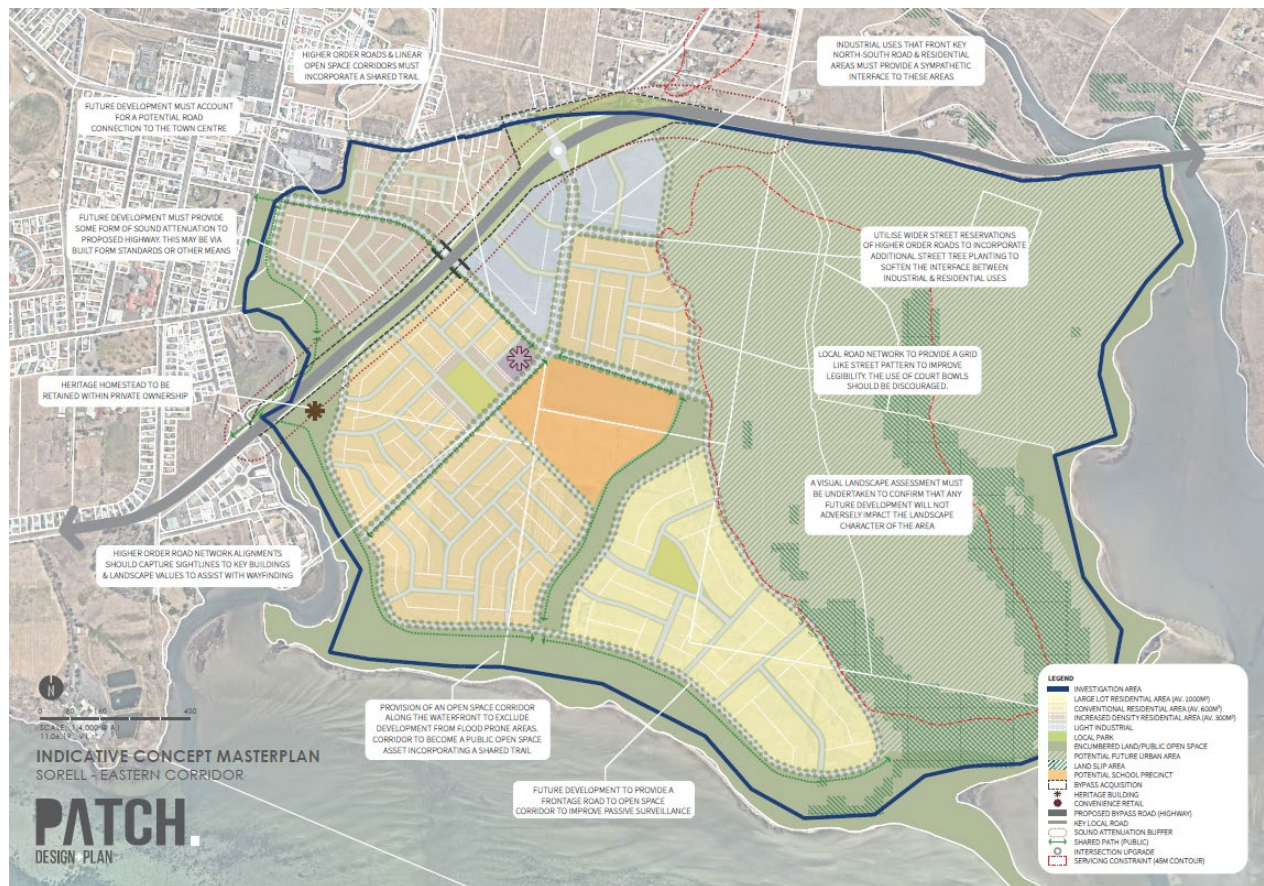 HIGHER ORDER ROADS & LINEAR
OPEN SPACE CORRIDORS MUST
INCORPORATE A SHARED TRAIL
INDUSTRIAL USES THAT FRONT KEY
NORTH-SOUTH ROAD & RESIDENTIAL
AREAS MUST PROVIDE A SYMPATHETIC
INTERFACE TO THESE AREAS
FUTURE DEVELOPMENT MUST ACCOUNT
FOR A POTENTIAL ROAD
CONNECTION TO THE TOWN CENTRE
FUTURE DEVELOPMENT MUST PROVIDE
SOME FORM OF SOUND ATTENUATION TO
PROPOSED HIGHWAY. THIS MAY BE VIA
BUILT FORM STANDARDS OR OTHER MEANS
UTILISE WIDER STREET RESERVATIONS
OF HIGHER ORDER ROADS TO INCORPORATE
ADDITIONAL STREET TREE PLANTING TO
SOFTEN THE INTERFACE BETWEEN
INDUSTRIAL & RESIDENTIAL USES
LOCAL ROAD NETWORK TO PROVIDE A GRID
LIKE STREET PATTERN TO IMPROVE
LEGIBILITY. THE USE OF COURT BOWLS
SHOULD BE DISCOURAGED.
HERITAGE HOMESTEAD TO BE
RETAINED WITHIN PRIVATE OWNERSHIP
A VISUAL LANDSCAPE ASSESSMENT MUST
BE UNDERTAKEN TO CONFIRM THAT ANY
FUTURE DEVELOPMENT WILL NOT
ADVERSELY IMPACT THE LANDSCAPE
CHARACTER OF THE AREA
HIGHER ORDER ROAD NETWORK ALIGNMENTS
SHOULD CAPTURE SIGHTLINES TO KEY BUILDINGS
& LANDSCAPE VALUES TO ASSIST WITH WAYFINDING
PROVISION OF AN OPEN SPACE CORRIDOR
ALONG THE WATERFRONT TO EXCLUDE
DEVELOPMENT FROM FLOOD PRONE AREAS.
CORRIDOR TO BECOME A PUBLIC OPEN SPACE
ASSET INCORPORATING A SHARED TRAIL
FUTURE DEVELOPMENT TO PROVIDE A
FRONTAGE ROAD TO OPEN SPACE
CORRIDOR TO IMPROVE PASSIVE SURVEILLANCE
N
0 80 160 400
SCALE: 1:4,000 @ A1
INDICATIVE CONCEPT MASTERPLAN
SORELL - EASTERN CORRIDOR
PATCH.
DESIGN PLAN
LEGEND
INVESTIGATION AREA
LARGE LOT RESIDENTIAL AREA (AV. 1000M²)
CONVENTIONAL RESIDENTIAL AREA (AV. 600M²)
INCREASED DENSITY RESIDENTIAL AREA (AV. 300M²)
LIGHT INDUSTRIAL
LOCAL PARK
ENCUMBERED LAND/PUBLIC OPEN SPACE
POTENTIAL FUTURE URBAN AREA
LAND SLIP AREA
POTENTIAL SCHOOL PRECINCT
BYPASS ACQUISITION
HERITAGE BUILDING
CONVENIENCE RETAIL
PROPOSED BYPASS ROAD (HIGHWAY)
KEY LOCAL ROAD
SOUND ATTENUATION BUFFER
SHARED PATH (PUBLIC)
INTERSECTION UPGRADE
SERVICING CONSTRAINT (45M CONTOUR)